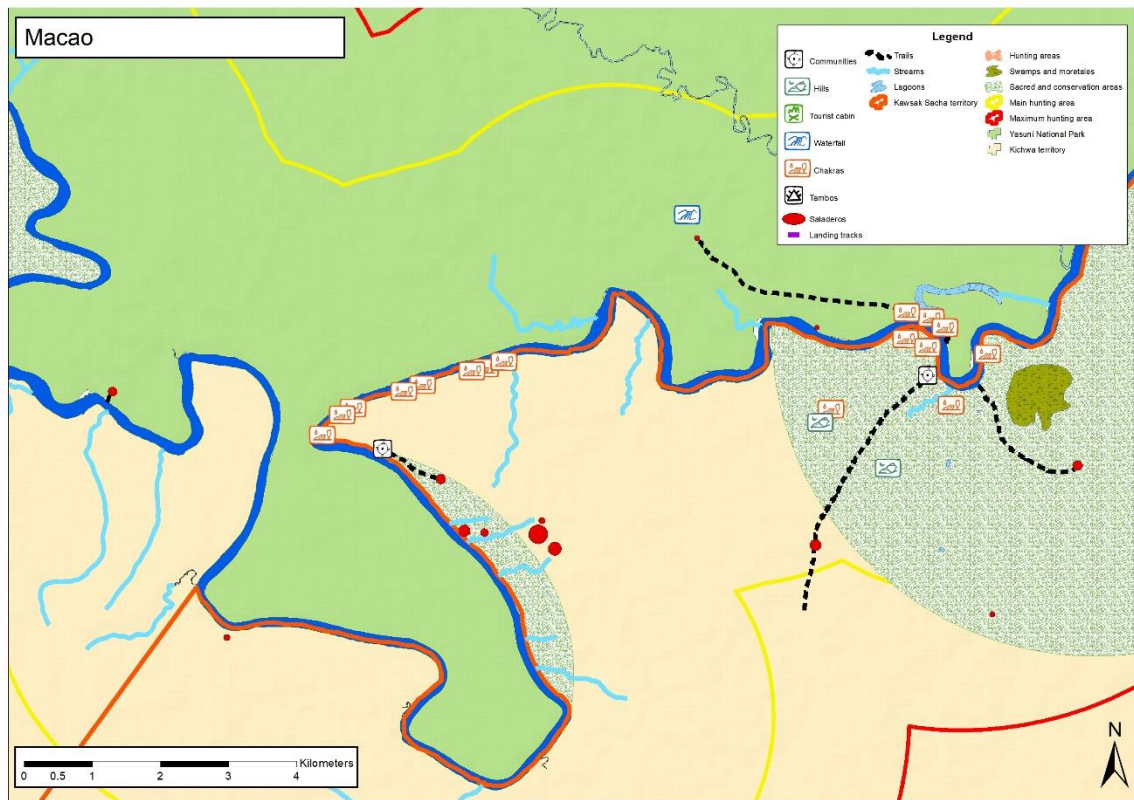 Macao
Legend
Communities
Hills
Tourist cabin
Waterfall
Chakras
Tambos
Saladeros
Landing tracks
Trails
Streams
Lagoons
Kawsak Sacha territory
Hunting areas
Swamps and moretales
Sacred and conservation areas
Main hunting area
Maximum hunting area
Yasuni National Park
Kichwa territory
Kilometers
0 0.5 1 2 3 4
N